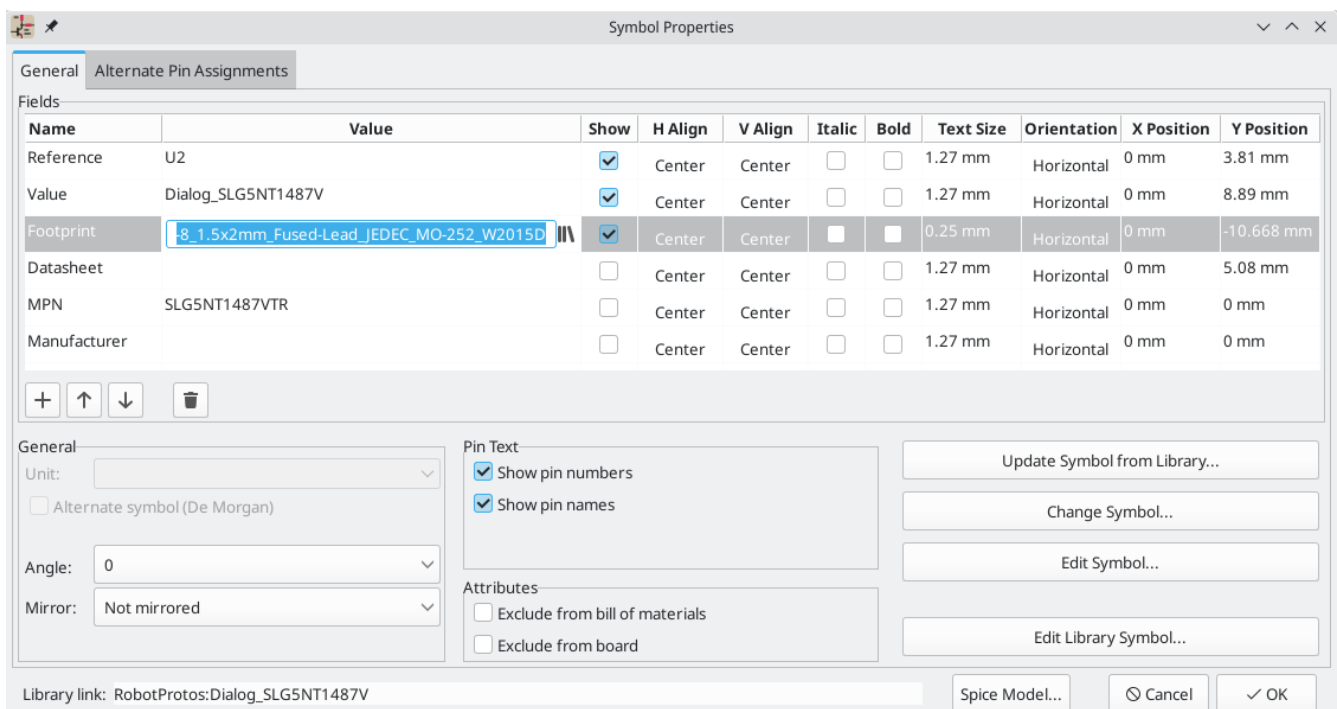 Symbol Properties
General Alternate Pin Assignments
Fields
Name Value Show H Align V Align Italic Bold Text Size Orientation X Position Y Position
Reference U2 Center Center 1.27 mm Horizontal 0 mm 3.81 mm
Value Dialog_SLG5NT1487V Center Center 1.27 mm Horizontal 0 mm 8.89 mm
Footprint -8_1.5x2mm_Fused-Lead_JEDEC_MO-252_W2015D Center Center 0.25 mm Horizontal 0 mm -10.668 mm
Datasheet Center Center 1.27 mm Horizontal 0 mm 5.08 mm
MPN SLG5NT1487VTR Center Center 1.27 mm Horizontal 0 mm 0 mm
Manufacturer Center Center 1.27 mm Horizontal 0 mm 0 mm
General
Unit:
Alternate symbol (De Morgan)
Angle: 0
Mirror: Not mirrored
Pin Text
Show pin numbers
Show pin names
Attributes
Exclude from bill of materials
Exclude from board
Update Symbol from Library...
Change Symbol...
Edit Symbol...
Edit Library Symbol...
Library link: RobotProtos:Dialog_SLG5NT1487V Spice Model... Cancel OK